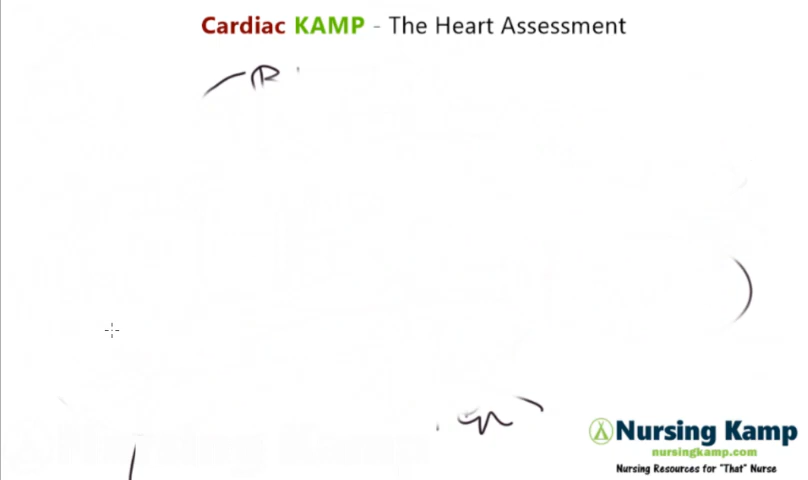 Cardiac KAMP - The Heart Assessment
Nursing Kamp
nursingkamp.com
Nursing Resources for "That" Nurse